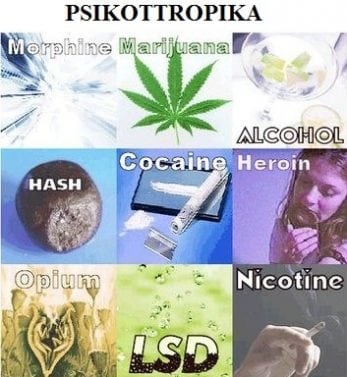 PSIKOTTROPIKA
Morphine
Marijuana
ALCOHOL
HASH
Cocaine
Heroin
Opium
LSD
Nicotine